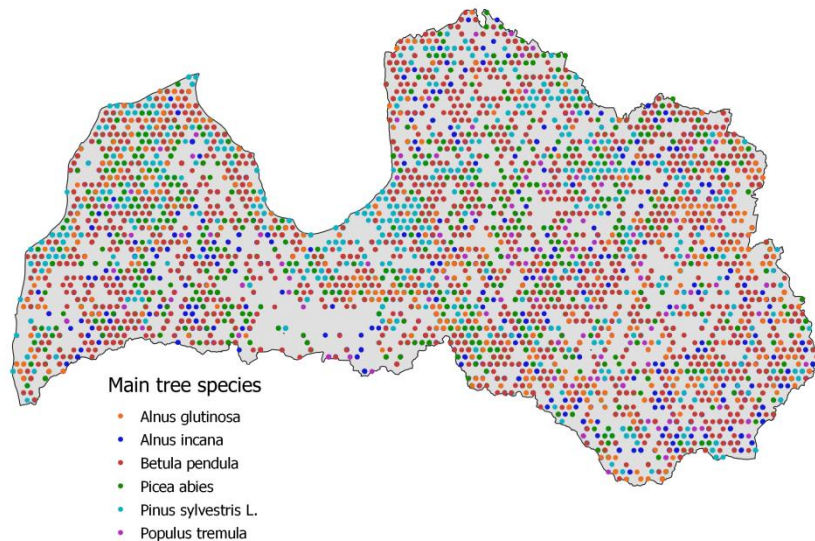 Main tree species
Alnus glutinosa
Alnus incana
Betula pendula
Picea abies
Pinus sylvestris L.
Populus tremula